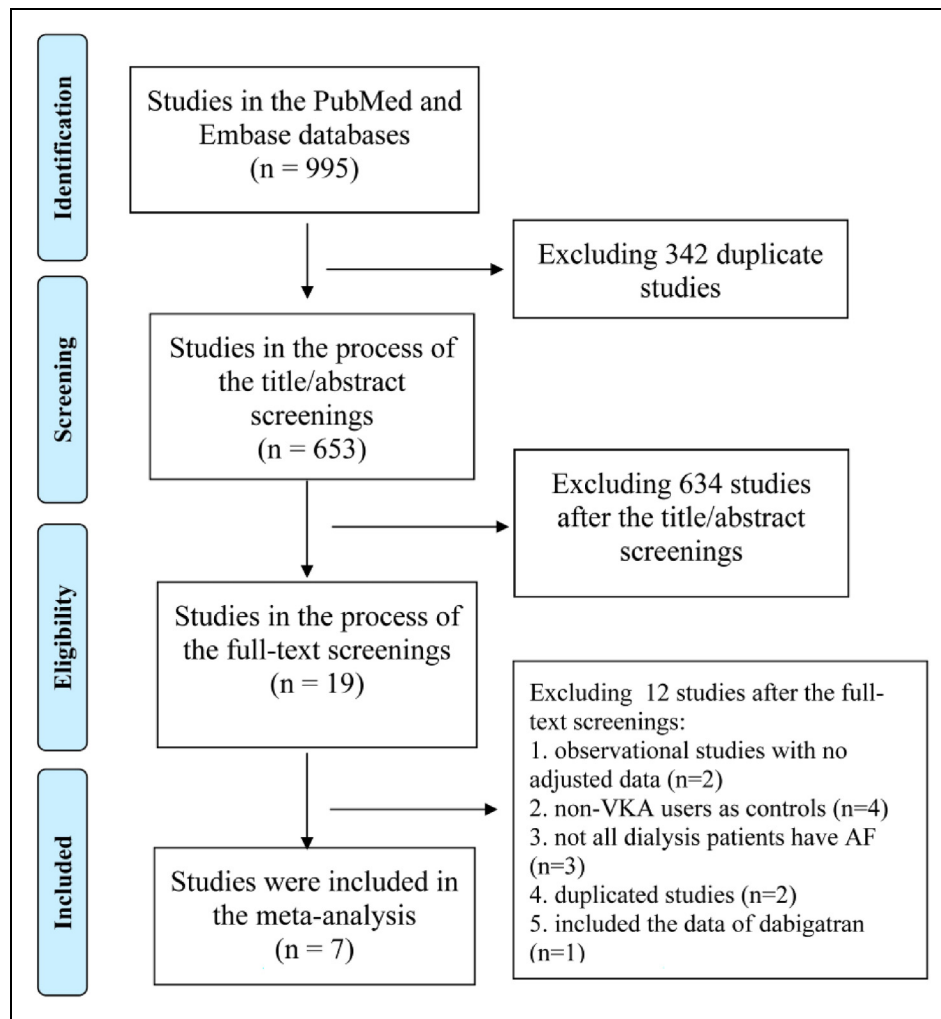 Identification
Studies in the PubMed and
Embase databases
(n = 995)
Excluding 342 duplicate
studies
Screening
Studies in the process of
the title/abstract
screenings
(n = 653)
Excluding 634 studies
after the title/abstract
screenings
Eligibility
Studies in the process of
the full-text screenings
(n = 19)
Excluding 12 studies after the full-
text screenings:
1. observational studies with no
adjusted data (n=2)
2. non-VKA users as controls (n=4)
3. not all dialysis patients have AF
(n=3)
4. duplicated studies (n=2)
5. included the data of dabigatran
(n=1)
Included
Studies were included in
the meta-analysis
(n = 7)